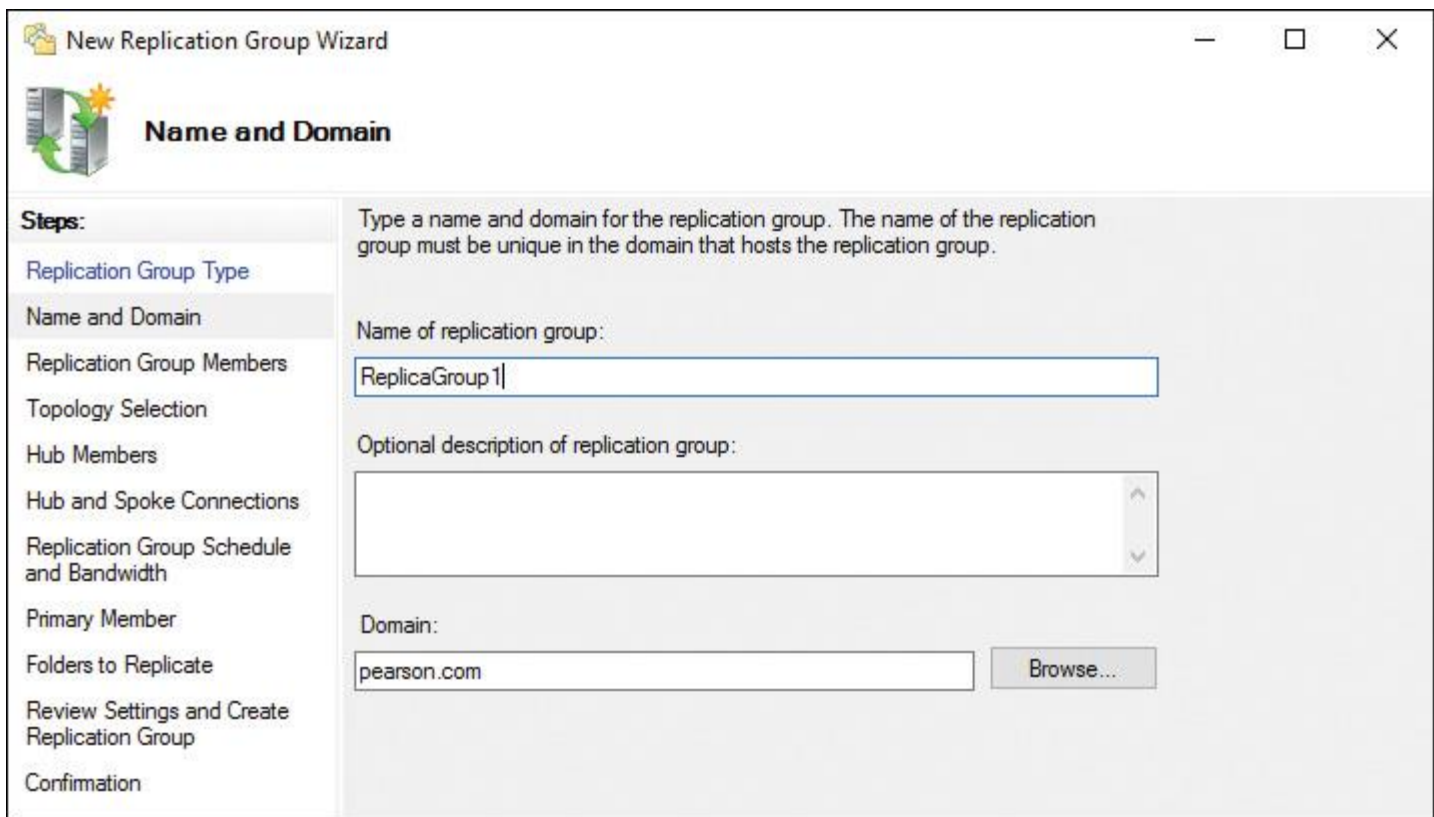 New Replication Group Wizard
Name and Domain
Steps:
Replication Group Type
Name and Domain
Replication Group Members
Topology Selection
Hub Members
Hub and Spoke Connections
Replication Group Schedule
and Bandwidth
Primary Member
Folders to Replicate
Review Settings and Create
Replication Group
Confirmation
Type a name and domain for the replication group. The name of the replication
group must be unique in the domain that hosts the replication group.
Name of replication group:
ReplicaGroup1
Optional description of replication group:
Domain:
pearson.com
Browse...